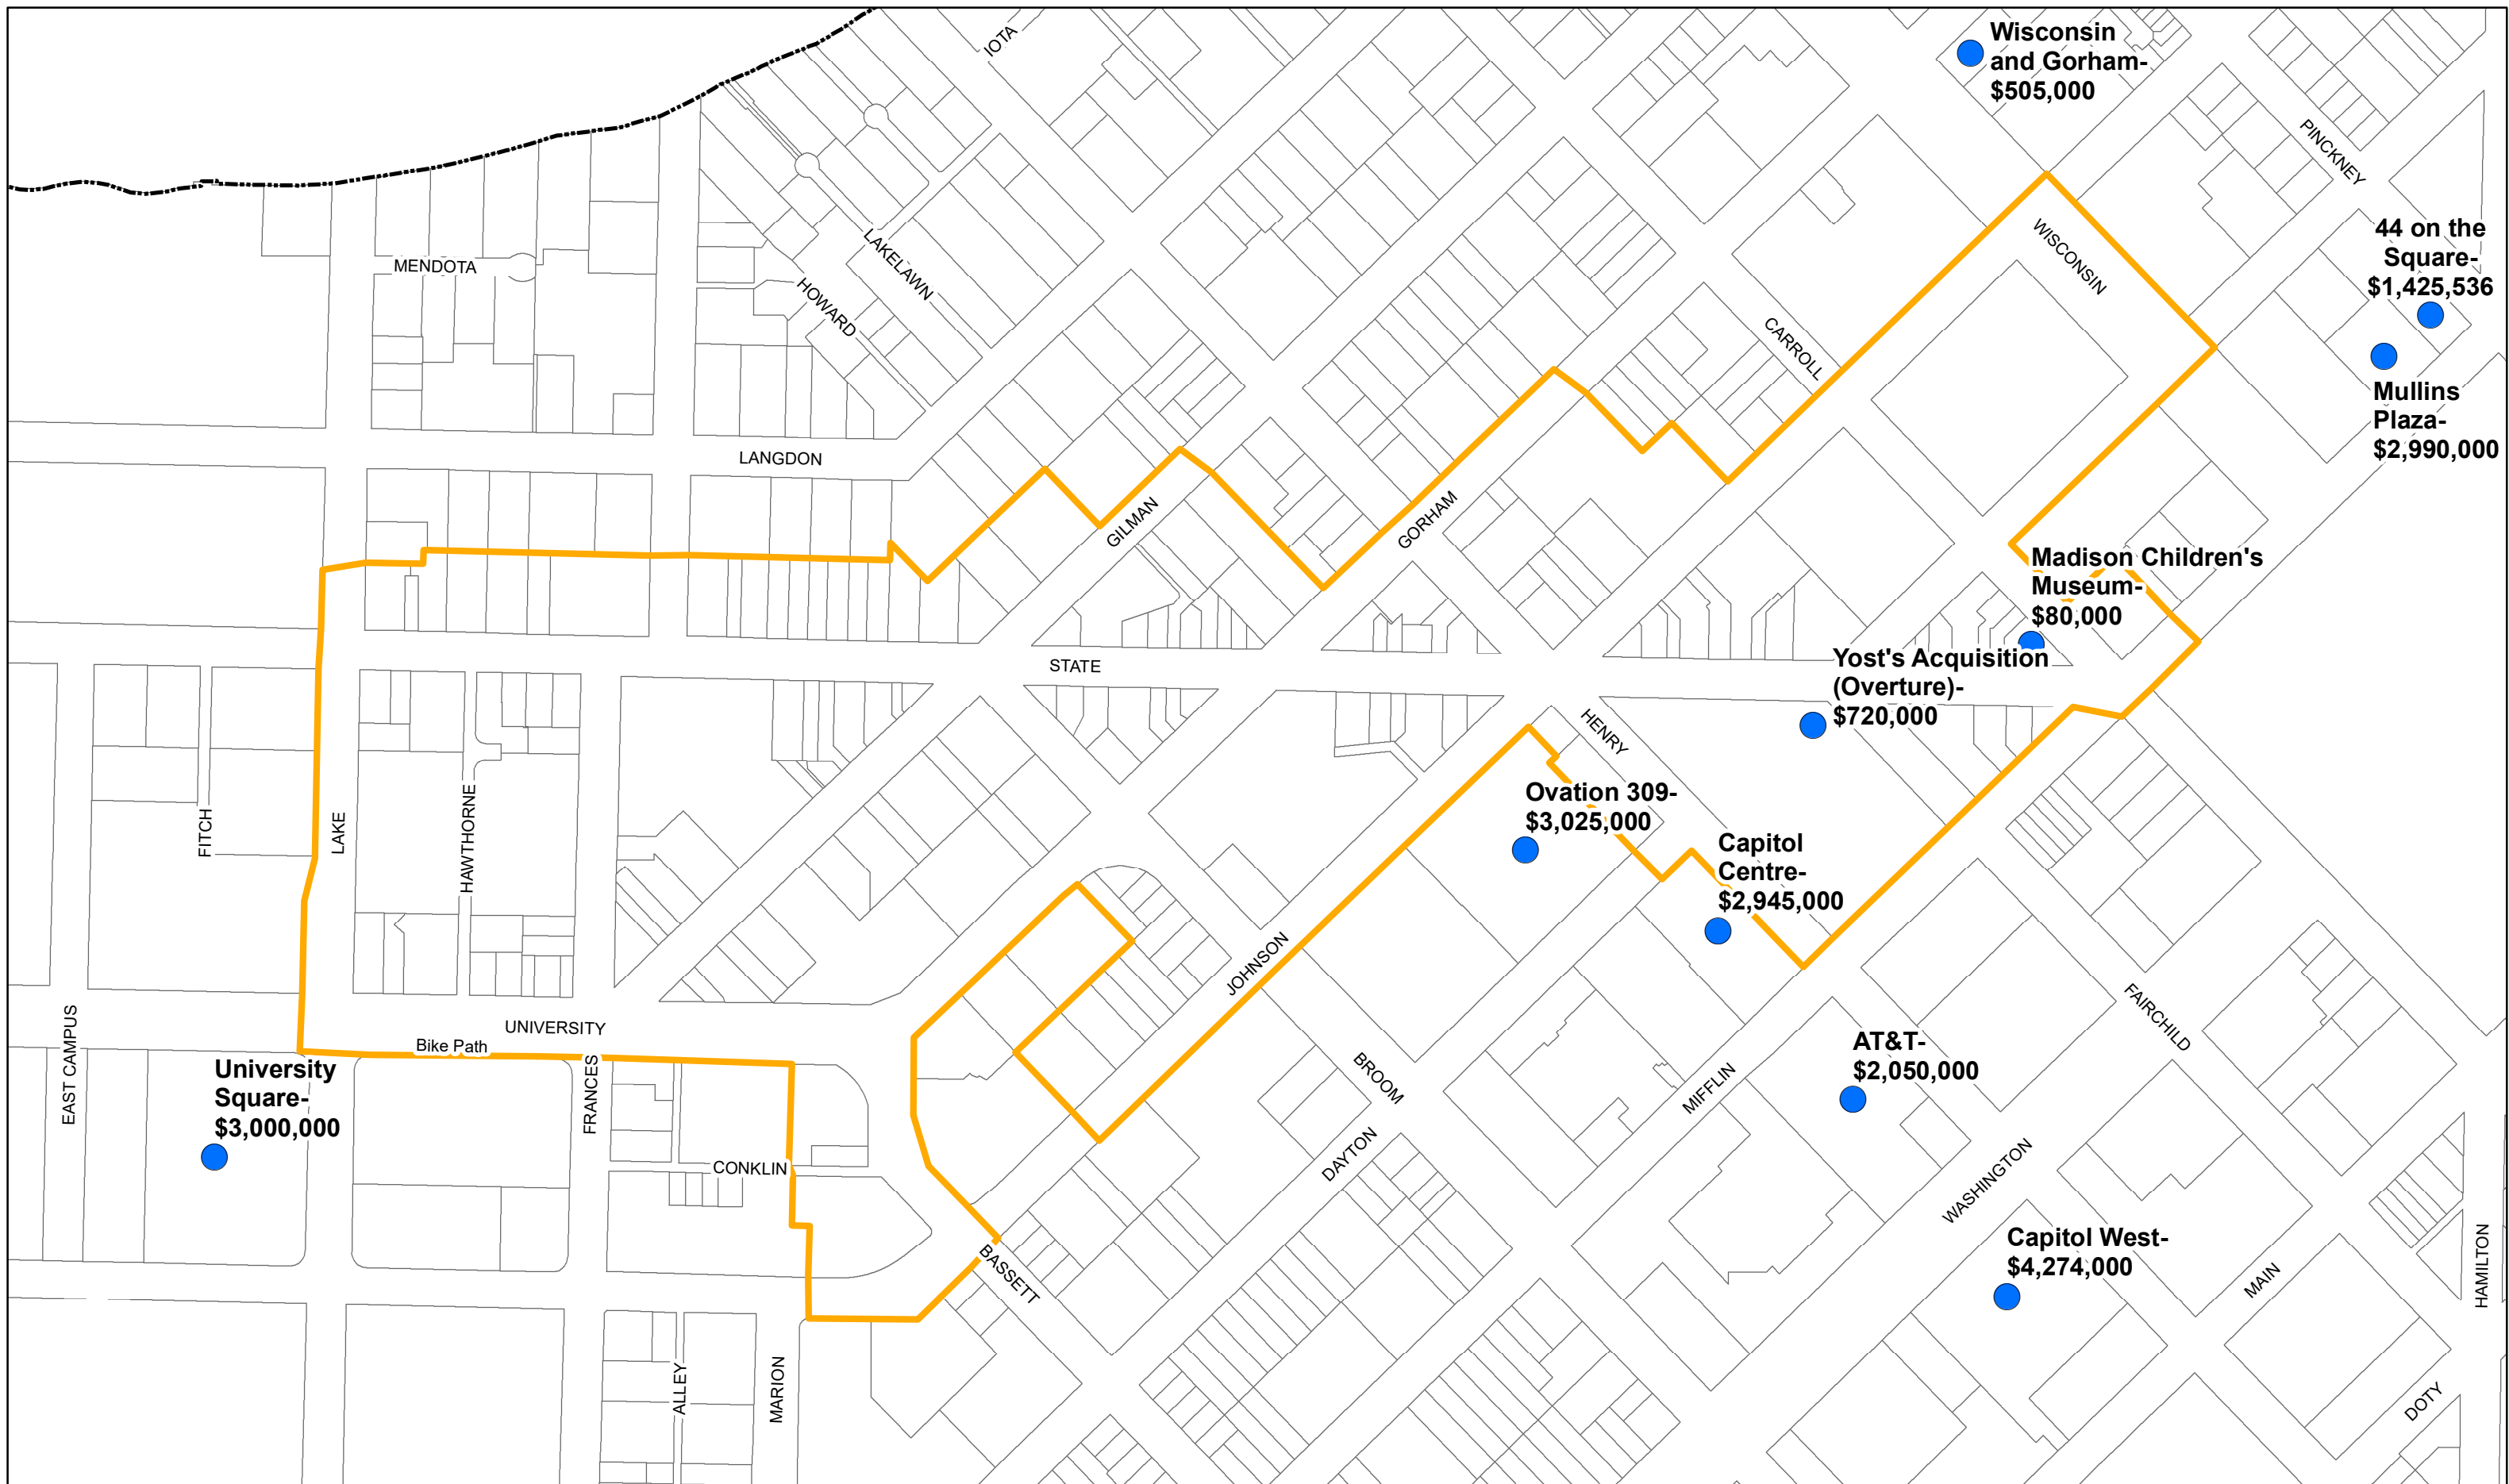 IOTA
Wisconsin
and Gorham-
$505,000
PINCKNEY
MENDOTA
LAKELAWN
HOWARD
WISCONSIN
44 on the
Square-
$1,425,536
CARROLL
Mullins
Plaza-
$2,990,000
LANGDON
GILMAN
GORHAM
Madison Children's
Museum-
$80,000
STATE
Yost's Acquisition
(Overture)-
$720,000
HENRY
Ovation 309-
$3,025,000
FITCH
LAKE
HAWTHORNE
Capitol
Centre-
$2,945,000
JOHNSON
FAIRCHILD
EAST CAMPUS
UNIVERSITY
Bike Path
FRANCES
University
Square-
$3,000,000
AT&T-
$2,050,000
BROOM
MIFFLIN
DAYTON
CONKLIN
WASHINGTON
Capitol West-
$4,274,000
BASSETT
MAIN
HAMILTON
ALLEY
MARION
DOTY